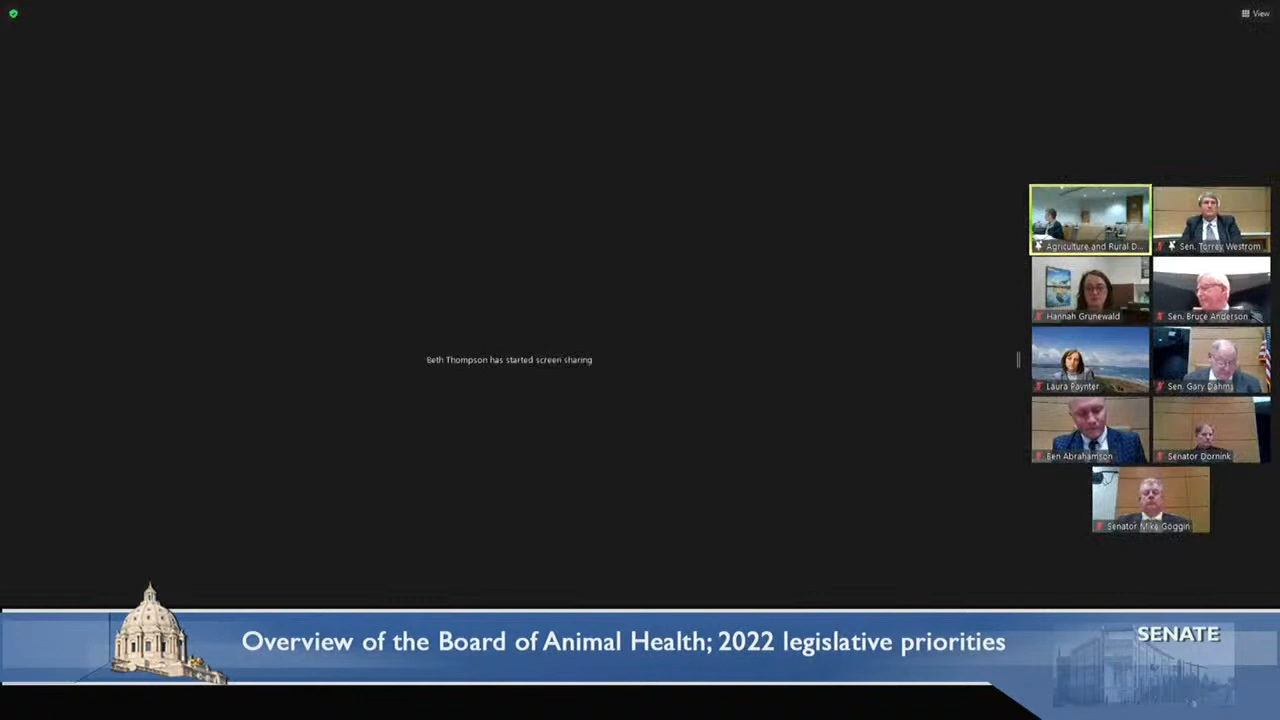 View
Agriculture and Rural D...
Sen. Torrey Westrom
Hannah Grunewald
Sen. Bruce Anderson
Beth Thompson has started screen sharing
Laura Paynter
Sen. Gary Dahms
Ben Abrahamson
Senator Dornink
Senator Mike Goggin
Overview of the Board of Animal Health; 2022 legislative priorities
SENATE